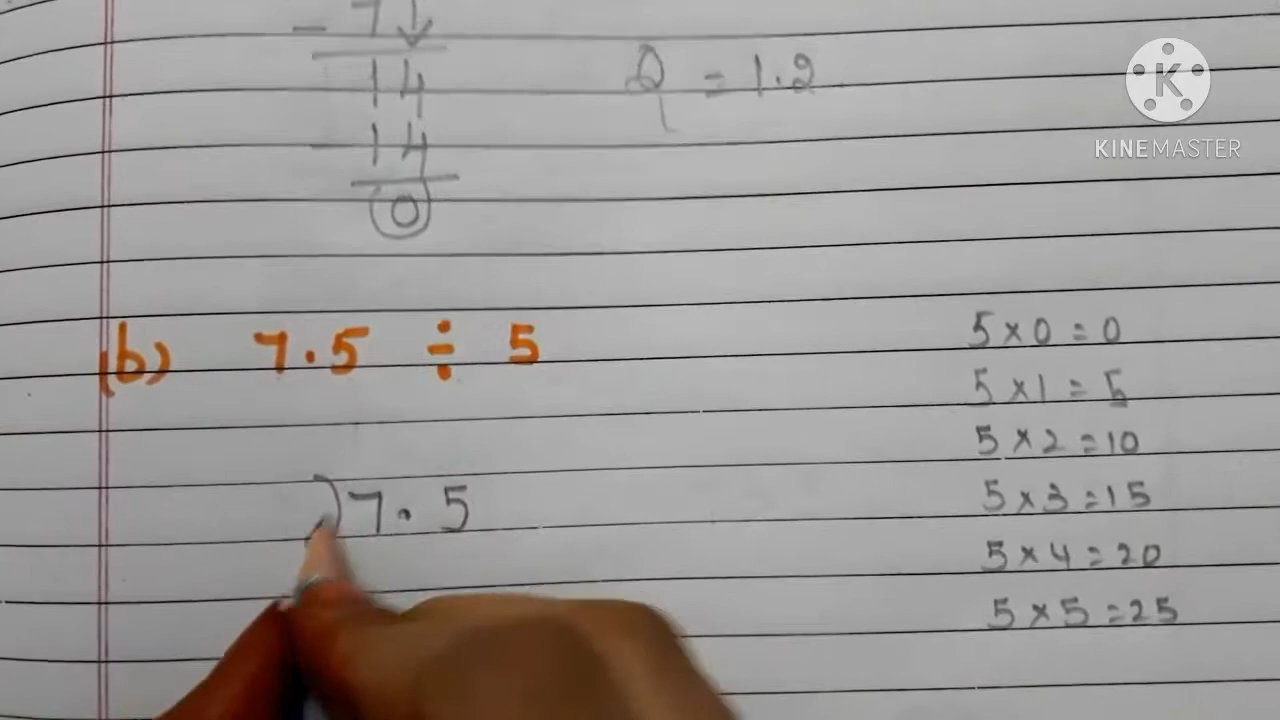 - 7↓
14
Q = 1.2
- 14
0
K
KINEMASTER
(b) 7.5 ÷ 5
)7.5
5×0=0
5×1=5
5×2=10
5×3=15
5×4=20
5×5=25